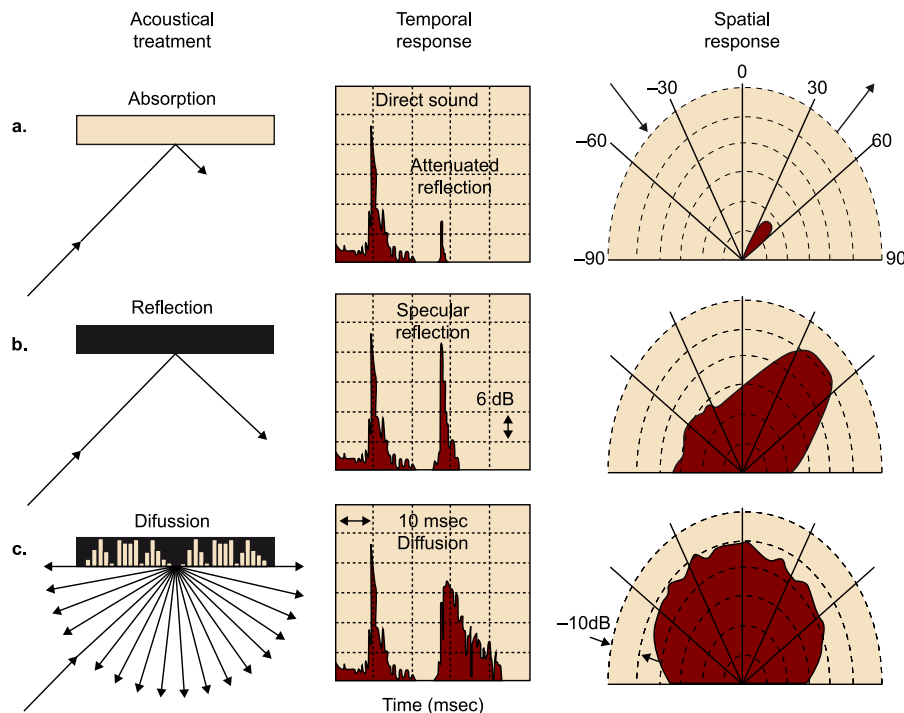 Acoustical
treatment
Temporal
response
Spatial
response
a.
Absorption
Direct sound
Attenuated
reflection
–90
–60
–30
0
30
60
90
b.
Reflection
Specular
reflection
6 dB
c.
Difussion
10 msec
Diffusion
–10dB
Time (msec)